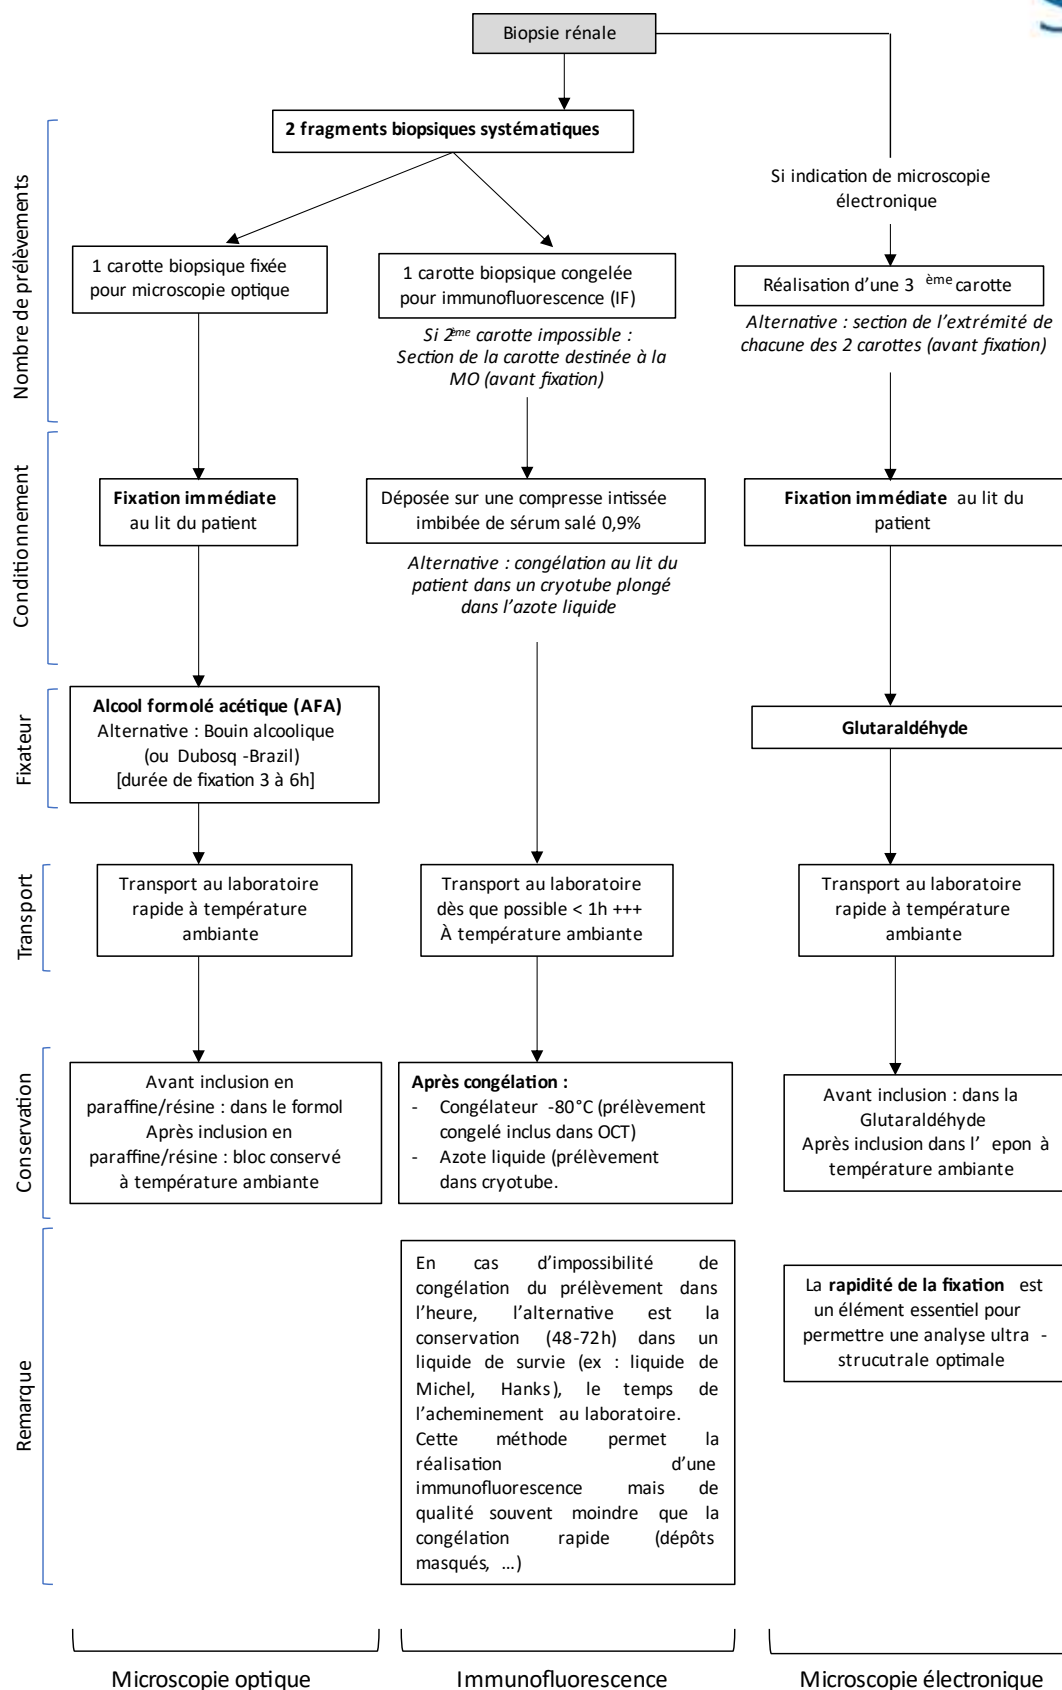 Biopsie rénale
2 fragments biopsiques systématiques
Si indication de microscopie
électronique
Nombre de prélèvements
1 carotte biopsique fixée
pour microscopie optique
1 carotte biopsique congelée
pour immunofluorescence (IF)
Si 2ème carotte impossible :
Section de la carotte destinée à la
MO (avant fixation)
Réalisation d'une 3 ème carotte
Alternative : section de l'extrémité de
chacune des 2 carottes (avant fixation)
Conditionnement
Fixation immédiate
au lit du patient
Déposée sur une compresse intissée
imbibée de sérum salé 0,9%
Alternative : congélation au lit du
patient dans un cryotube plongé
dans l'azote liquide
Fixation immédiate au lit du
patient
Fixateur
Alcool formolé acétique (AFA)
Alternative : Bouin alcoolique
(ou Dubosq -Brazil)
[durée de fixation 3 à 6h]
Glutaraldéhyde
Transport
Transport au laboratoire
rapide à température
ambiante
Transport au laboratoire
dès que possible < 1h +++
À température ambiante
Transport au laboratoire
rapide à température
ambiante
Conservation
Avant inclusion en
paraffine/résine : dans le formol
Après inclusion en
paraffine/résine : bloc conservé
à température ambiante
Après congélation :
- Congélateur -80°C (prélèvement
congelé inclus dans OCT)
- Azote liquide (prélèvement
dans cryotube.
Avant inclusion : dans la
Glutaraldéhyde
Après inclusion dans l' epon à
température ambiante
Remarque
En cas d'impossibilité de
congélation du prélèvement dans
l'heure, l'alternative est la
conservation (48-72h) dans un
liquide de survie (ex : liquide de
Michel, Hanks), le temps de
l'acheminement au laboratoire.
Cette méthode permet la
réalisation d'une
immunofluorescence mais de
qualité souvent moindre que la
congélation rapide (dépôts
masqués, …)
La rapidité de la fixation est
un élément essentiel pour
permettre une analyse ultra -
strucutrale optimale
Microscopie optique
Immunofluorescence
Microscopie électronique